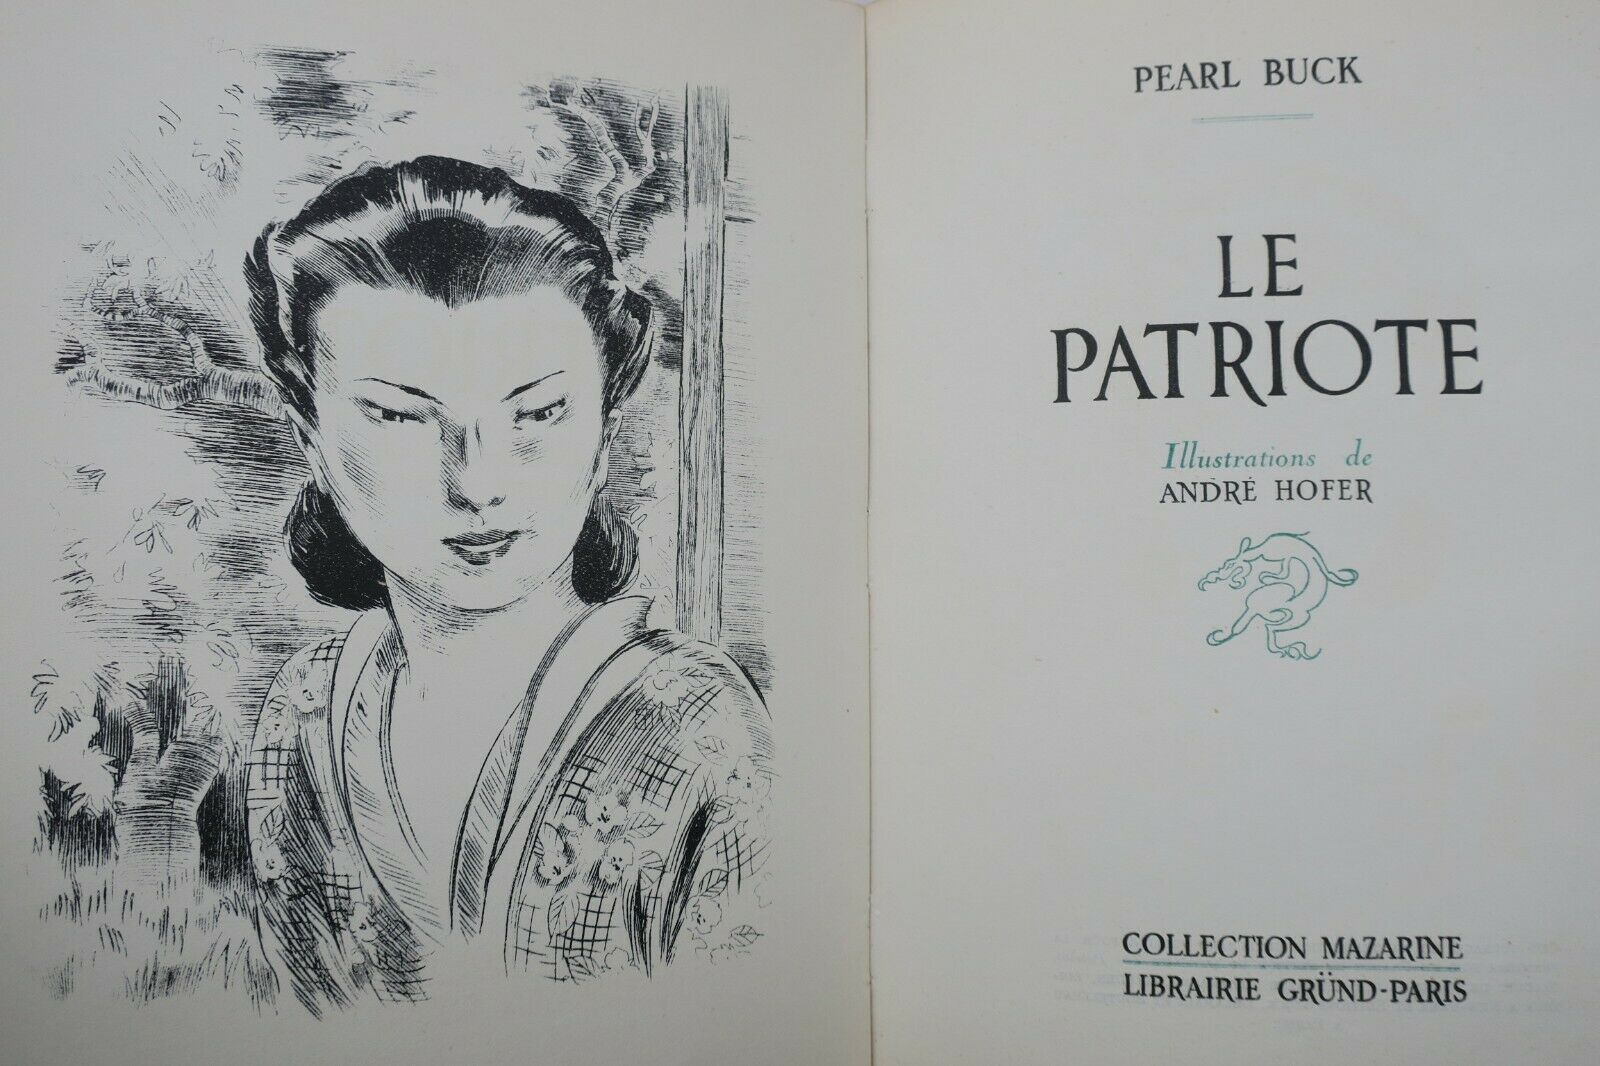 PEARL BUCK
LE
PATRIOTE
Illustrations de
ANDRÉ HOFER
COLLECTION MAZARINE
LIBRAIRIE GRÜND-PARIS